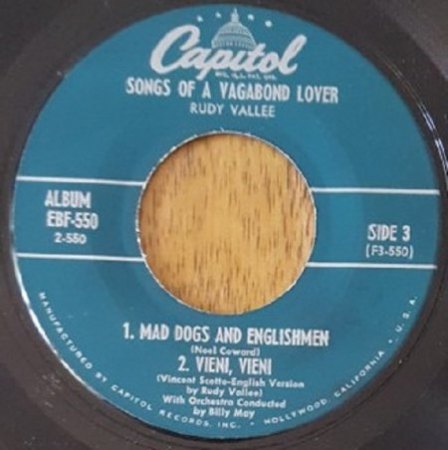 Capitol
SONGS OF A VAGABOND LOVER
RUDY VALLEE
ALBUM
EBF-550
2-550
SIDE 3
(F3-550)
1. MAD DOGS AND ENGLISHMEN
(Noel Coward)
2. VIENI, VIENI
(Vincent Scotto-English Version
by Rudy Vallee)
With Orchestra Conducted
by Billy May
MANUFACTURED BY CAPITOL RECORDS, INC. • HOLLYWOOD, CALIFORNIA • U.S.A.